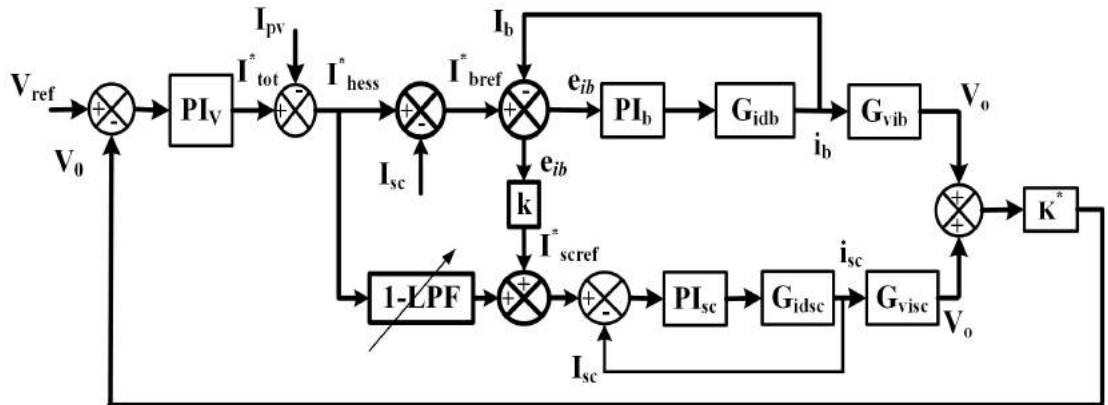 I_pv
I_b
V_ref
+
-
PI_V
I*_tot
-
+
I*_hess
+
-
I*_bref
-
+
e_ib
PI_b
G_idb
i_b
G_vib
V_o
V_0
I_sc
e_ib
k
I*_scref
+
+
K*
1-LPF
+
+
-
PI_sc
G_idsc
i_sc
G_visc
V_o
I_sc